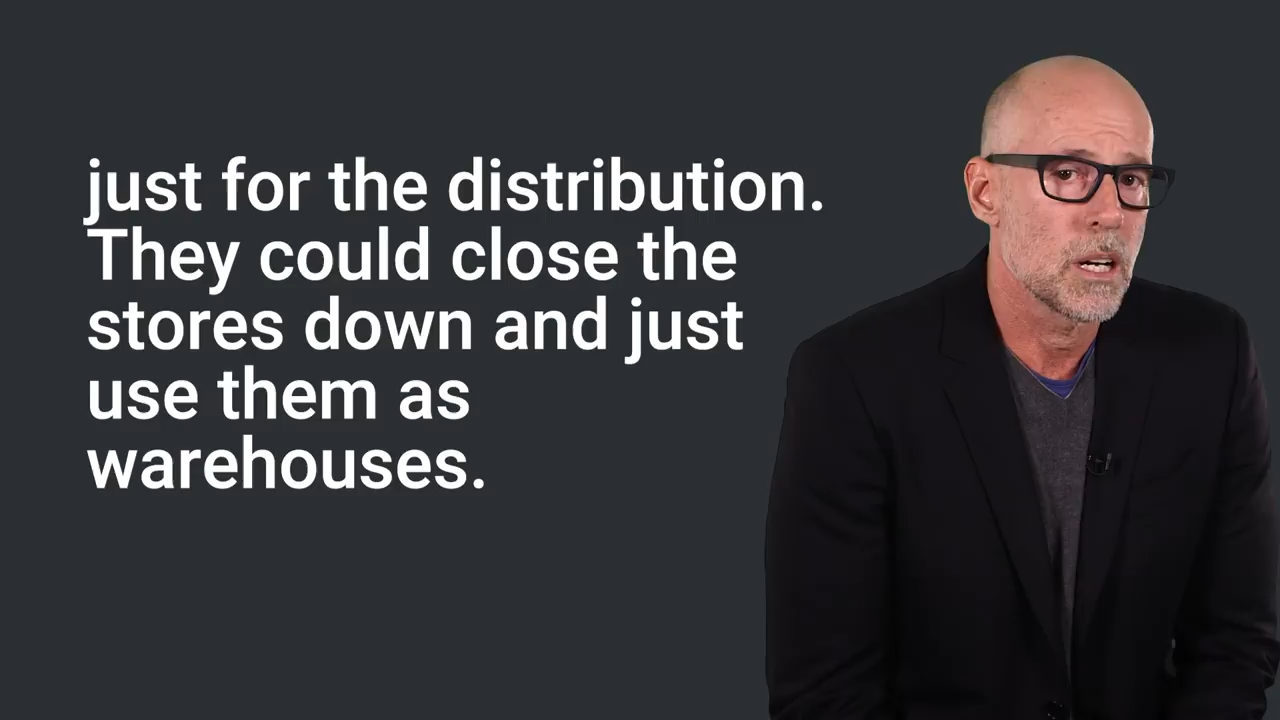 just for the distribution.
They could close the
stores down and just
use them as
warehouses.